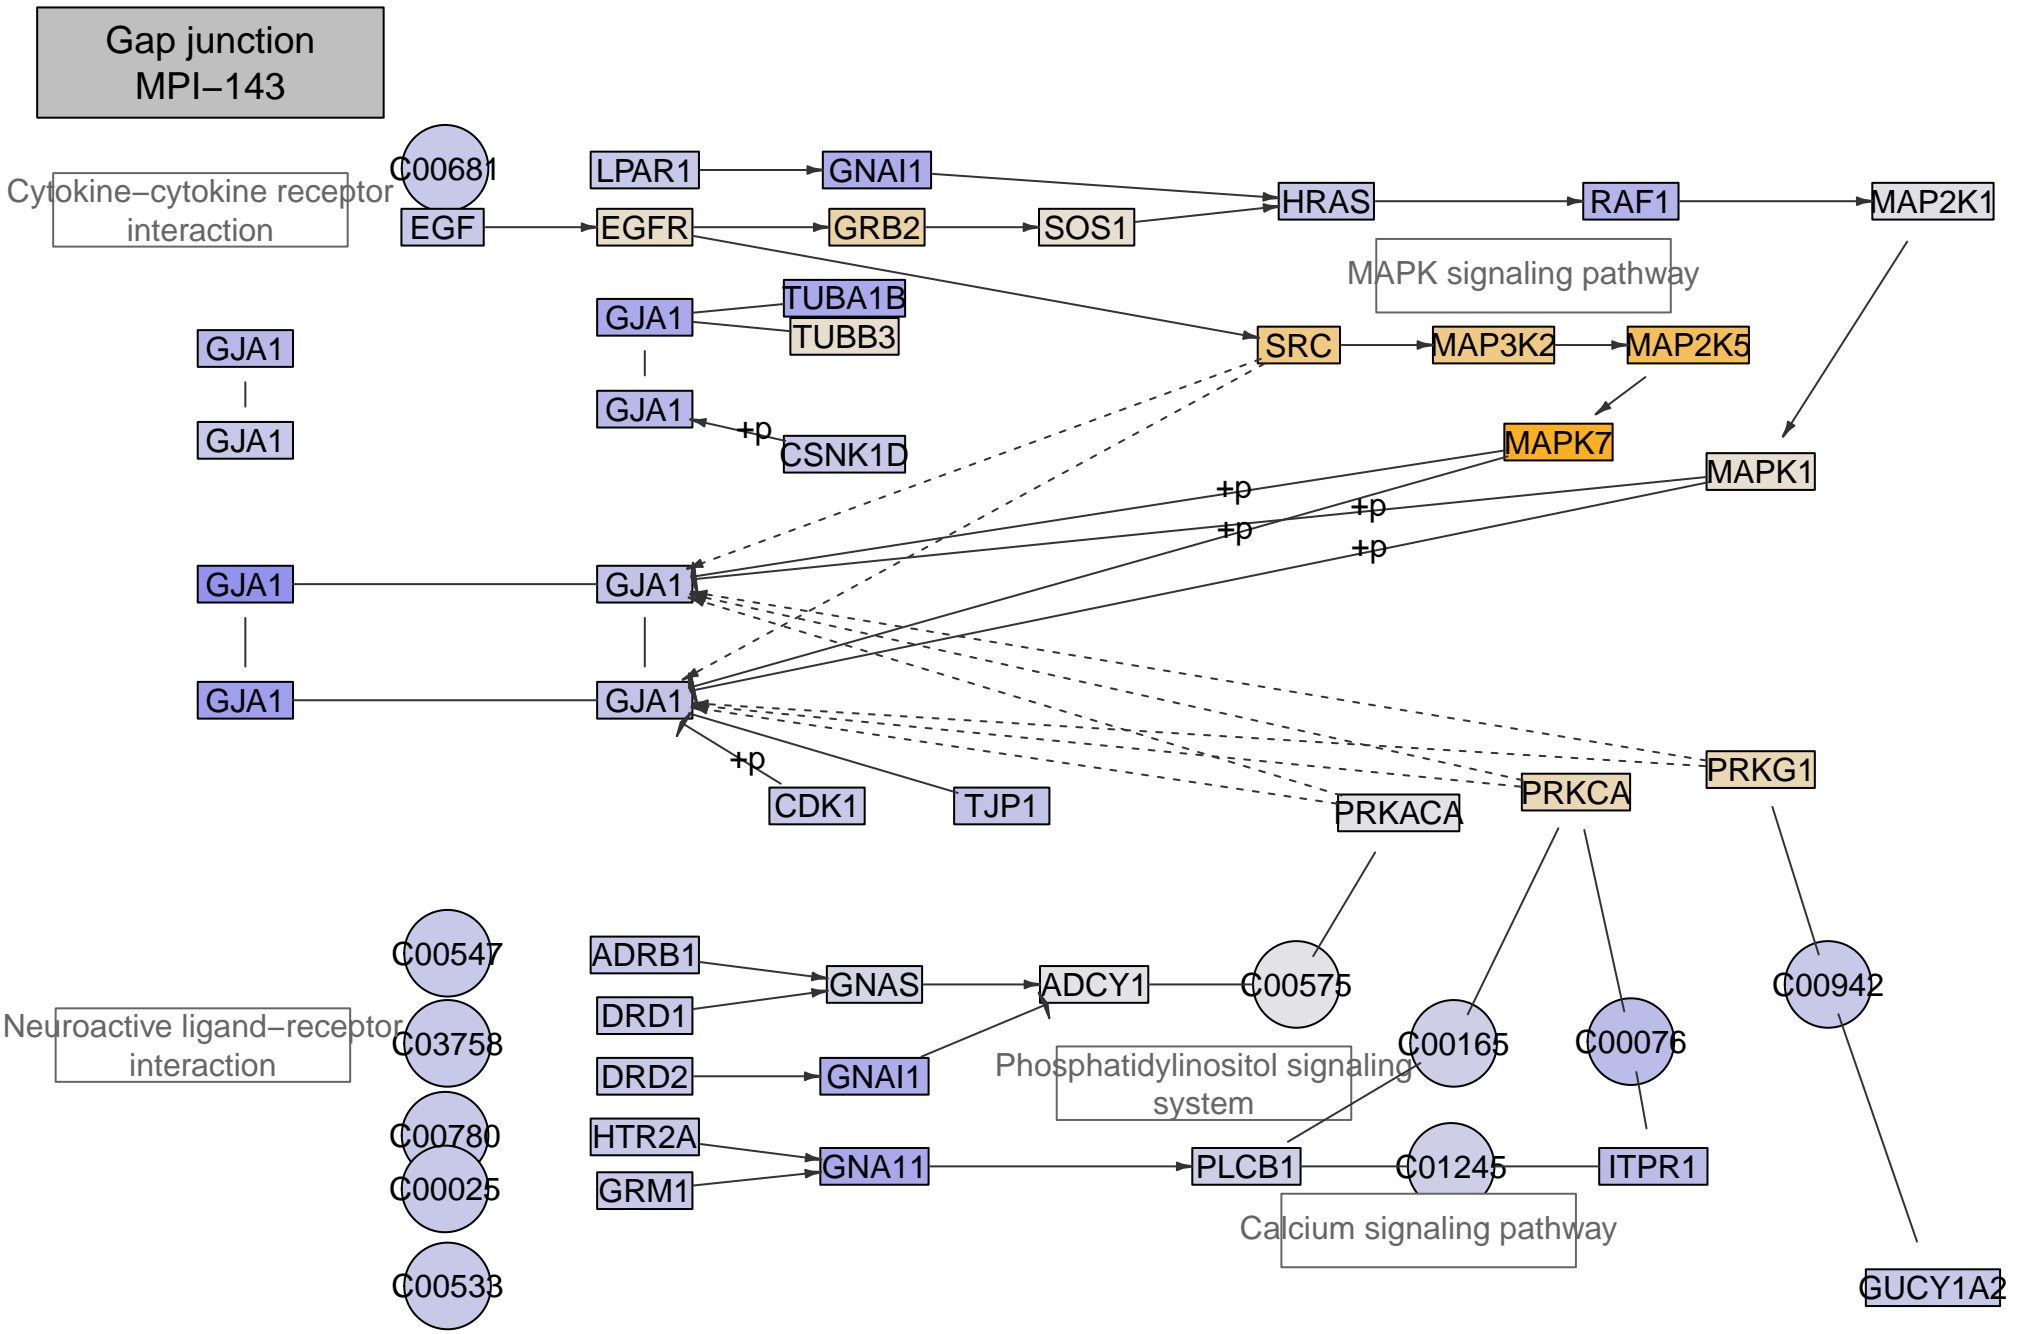 Gap junction
MPI−143
C00681
LPAR1
GNAI1
Cytokine−cytokine receptor
interaction
HRAS
RAF1
MAP2K1
EGF
EGFR
GRB2
SOS1
MAPK signaling pathway
TUBA1B
GJA1
TUBB3
GJA1
SRC
MAP3K2
MAP2K5
GJA1
+p
GJA1
CSNK1D
MAPK7
MAPK1
+p
+p
+p
+p
GJA1
GJA1
GJA1
GJA1
+p
CDK1
TJP1
PRKACA
PRKCA
PRKG1
C00547
ADRB1
GNAS
ADCY1
C00575
C00942
DRD1
Neuroactive ligand−receptor
interaction
C03758
C00165
C00076
DRD2
GNAI1
Phosphatidylinositol signaling
system
C00780
HTR2A
GNA11
PLCB1
C01245
ITPR1
C00025
GRM1
Calcium signaling pathway
C00533
GUCY1A2